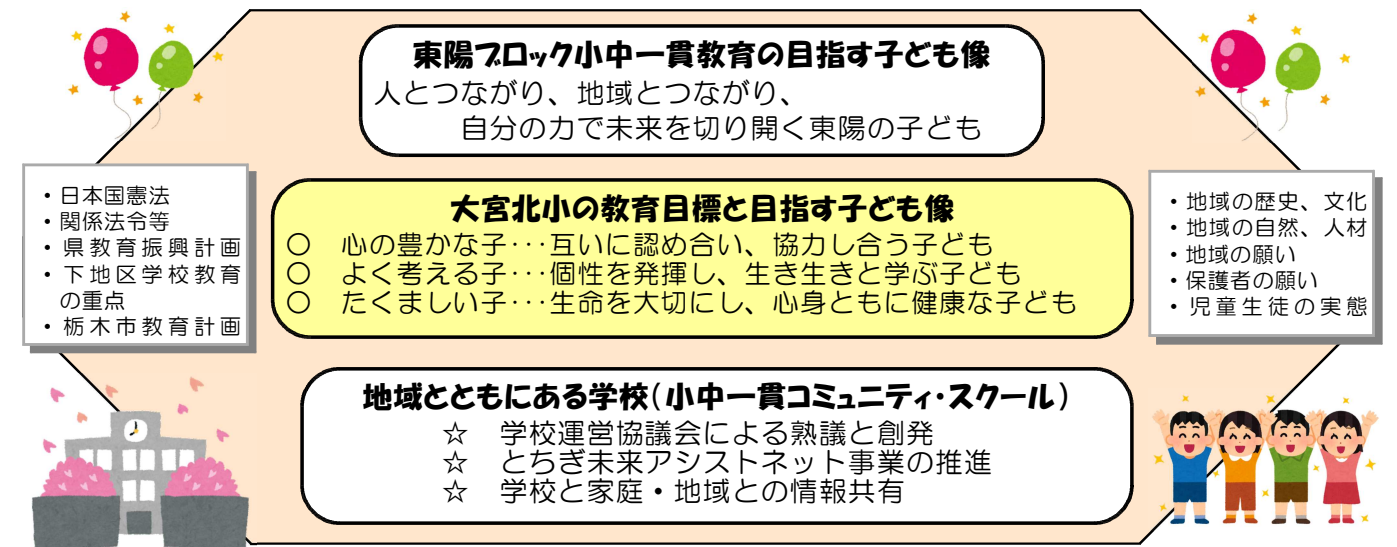 東陽ブロック小中一貫教育の目指す子ども像
人とつながり、地域とつながり、
自分の力で未来を切り開く東陽の子ども
・日本国憲法
・関係法令等
・県教育振興計画
・下地区学校教育
の重点
・栃木市教育計画
大宮北小の教育目標と目指す子ども像
○ 心の豊かな子･･･互いに認め合い、協力し合う子ども
○ よく考える子･･･個性を発揮し、生き生きと学ぶ子ども
○ たくましい子･･･生命を大切にし、心身ともに健康な子ども
・地域の歴史、文化
・地域の自然、人材
・地域の願い
・保護者の願い
・児童生徒の実態
地域とともにある学校(小中一貫コミュニティ・スクール)
☆ 学校運営協議会による熟議と創発
☆ とちぎ未来アシストネット事業の推進
☆ 学校と家庭・地域との情報共有